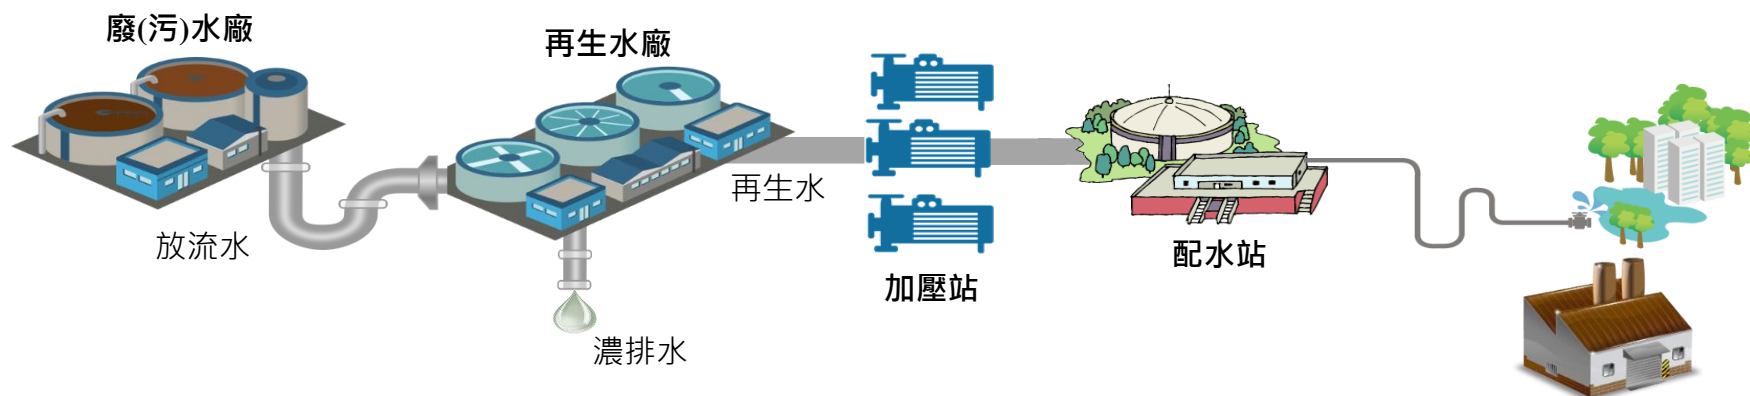 廢(污)水廠
再生水廠
放流水
再生水
濃排水
加壓站
配水站